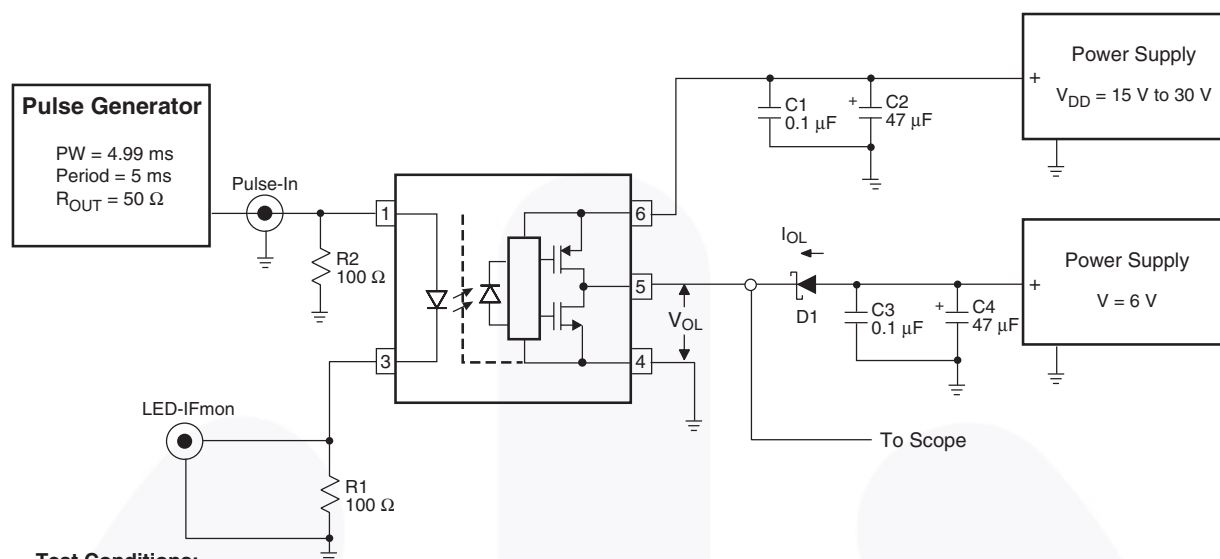 Pulse Generator
PW = 4.99 ms
Period = 5 ms
R_OUT = 50 Ω
Pulse-In
R2
100 Ω
1
3
6
5
4
LED-IFmon
R1
100 Ω
C1
0.1 μF
+
C2
47 μF
Power Supply
+
V_DD = 15 V to 30 V
I_OL
D1
V_OL
C3
0.1 μF
+
C4
47 μF
Power Supply
+
V = 6 V
To Scope
Test Conditions: